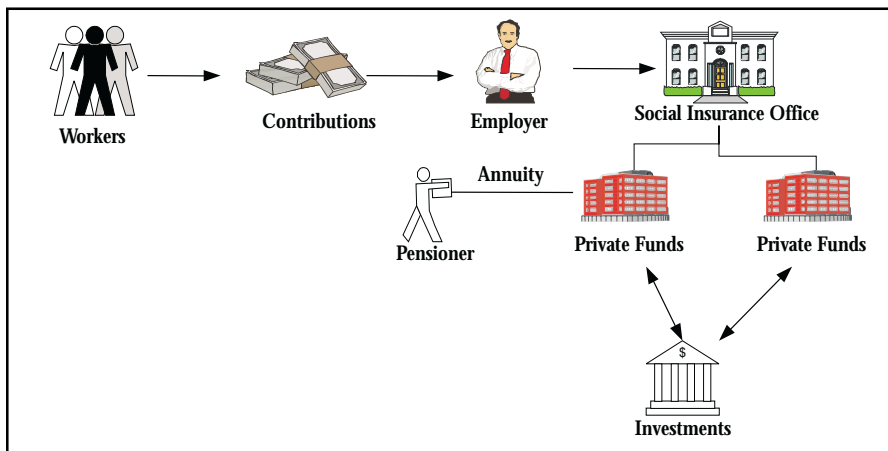 Workers
Contributions
Employer
Social Insurance Office
Annuity
Pensioner
Private Funds
Private Funds
$
Investments